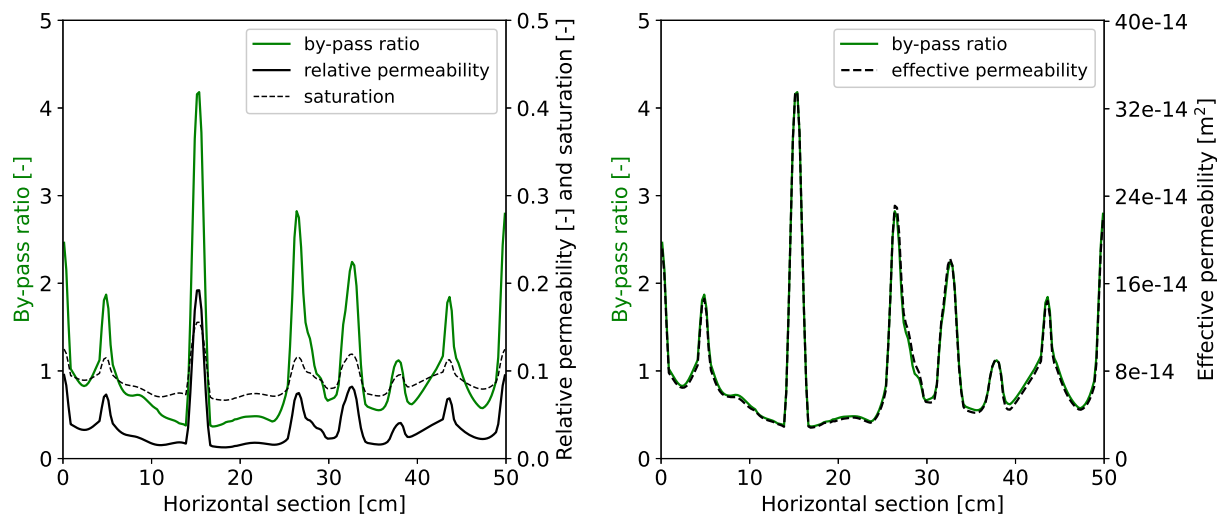 By-pass ratio [-]
5
4
3
2
1
0
0 10 20 30 40 50
Horizontal section [cm]
by-pass ratio
relative permeability
saturation
0.5
0.4
0.3
0.2
0.1
0.0
Relative permeability [-] and saturation [-]
By-pass ratio [-]
5
4
3
2
1
0
0 10 20 30 40 50
Horizontal section [cm]
by-pass ratio
effective permeability
40e-14
32e-14
24e-14
16e-14
8e-14
0
Effective permeability [m²]